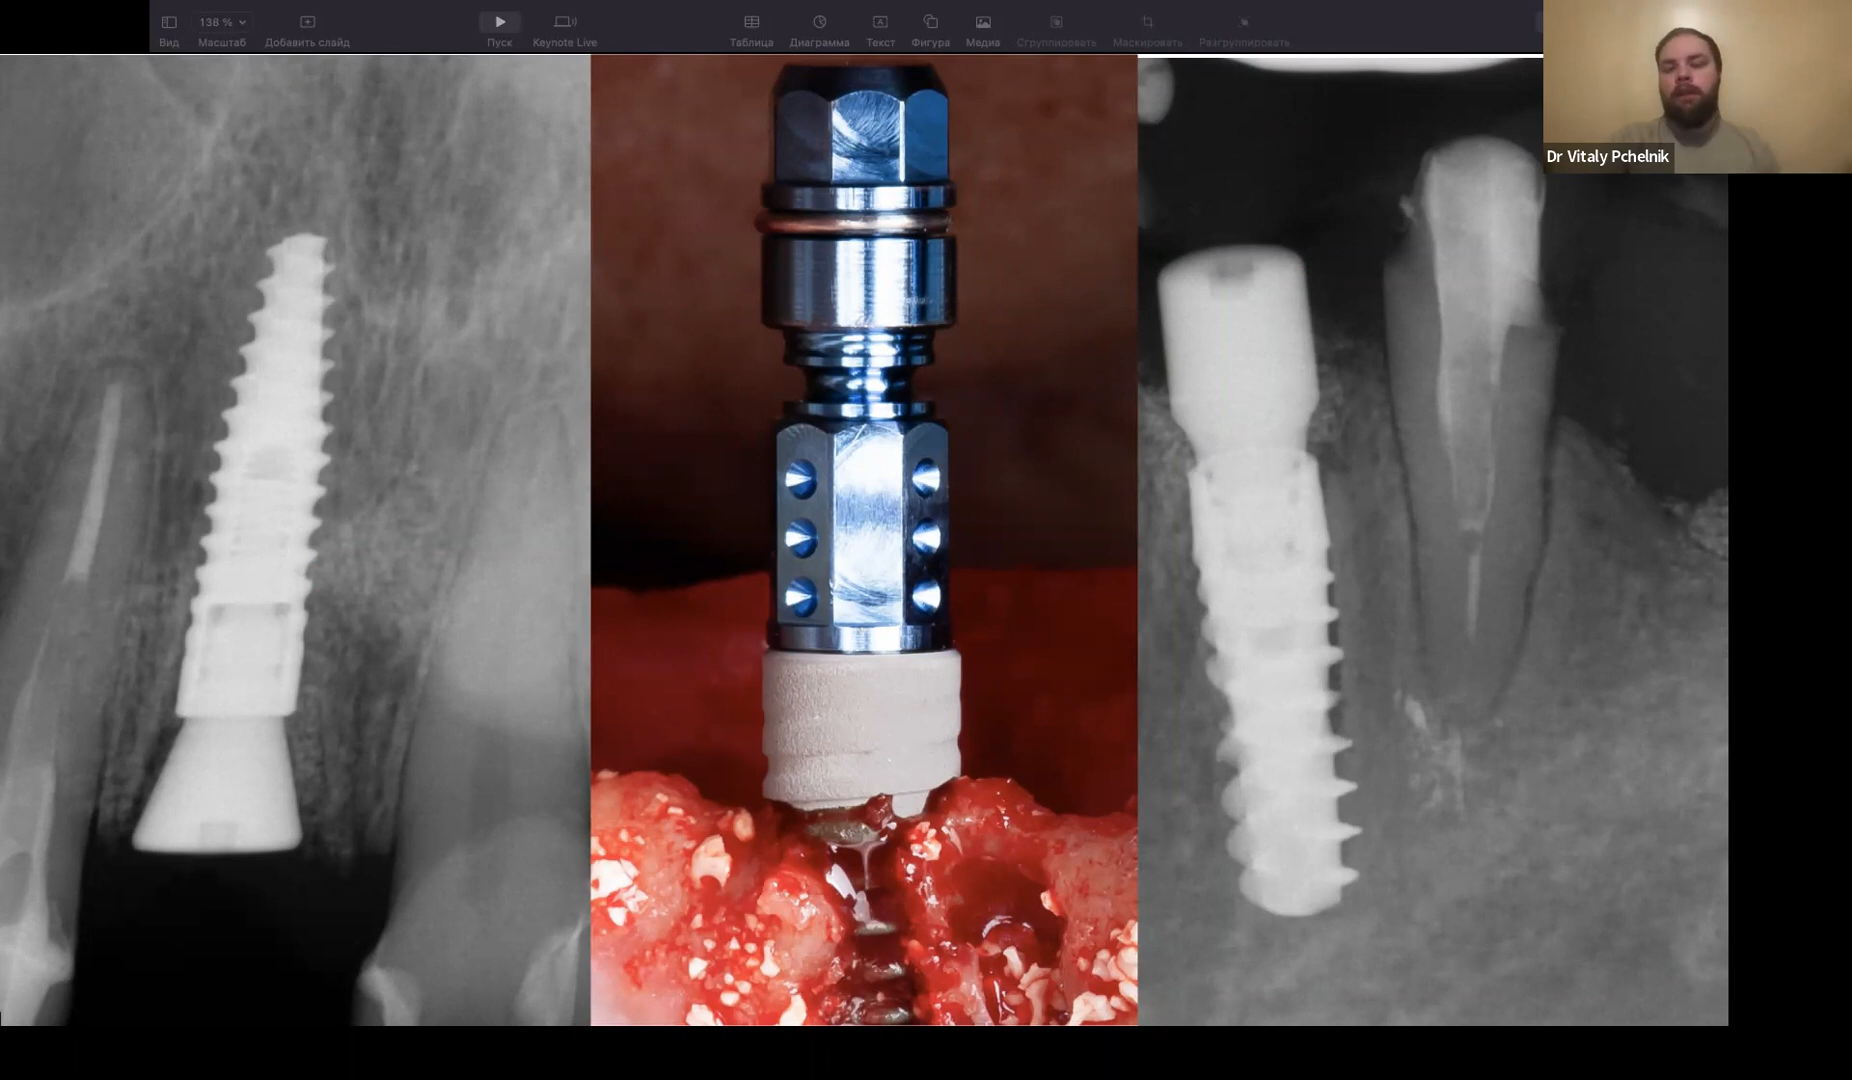 138 %
Вид
Масштаб
Добавить слайд
Пуск
Keynote Live
Таблица
Диаграмма
Текст
Фигура
Медиа
Сгруппировать
Маскировать
Разгруппировать
Dr Vitaly Pchelnik